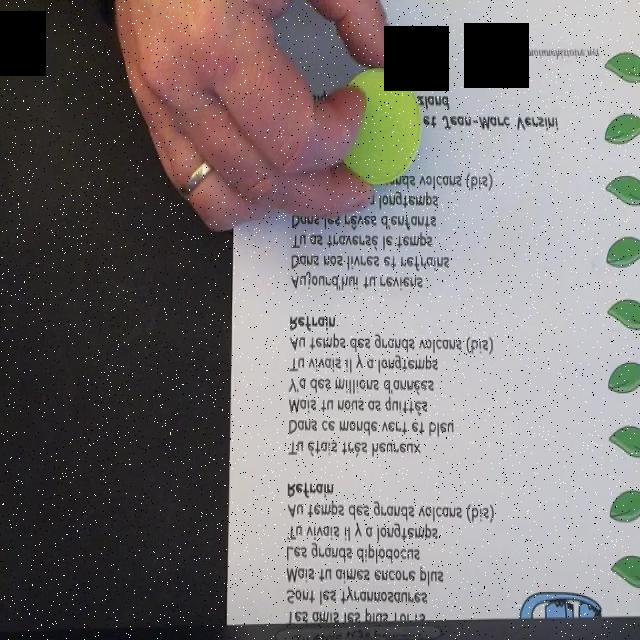 Tes amis les plus forts
Sont les tyrannosaures
Mais tu aimes encore plus
Les grands diplodocus
Tu vivais il y a longtemps
Au temps des grands volcans (bis)
Refrain
Tu étais très heureux
Dans ce monde vert et bleu
Mais tu nous as quittés
Y'a des millions d'années
Tu vivais il y a longtemps
Au temps des grands volcans (bis)
Refrain
Aujourd'hui tu reviens
Dans nos livres et refrains
Tu as traversé le temps
Dans les rêves d'enfants
longtemps
volcans (bis)
et Jean-Marc Versini